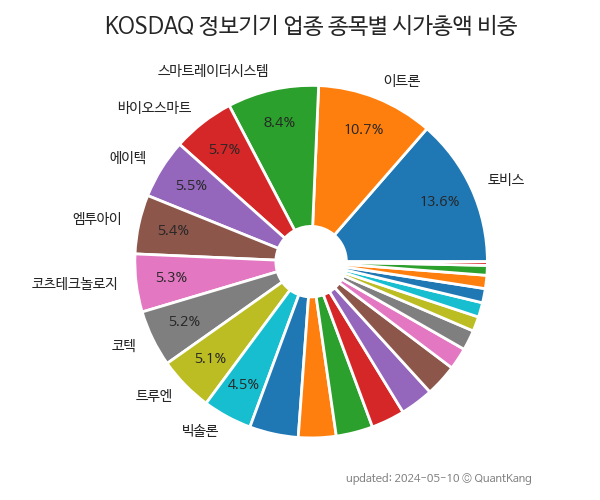 KOSDAQ 정보기기 업종 종목별 시가총액 비중
스마트레이더시스템
이트론
바이오스마트
8.4%
10.7%
5.7%
에이텍
5.5%
토비스
13.6%
엠투아이
5.4%
코츠테크놀로지
5.3%
5.2%
코텍
5.1%
4.5%
트루엔
빅솔론
updated: 2024-05-10 © QuantKang